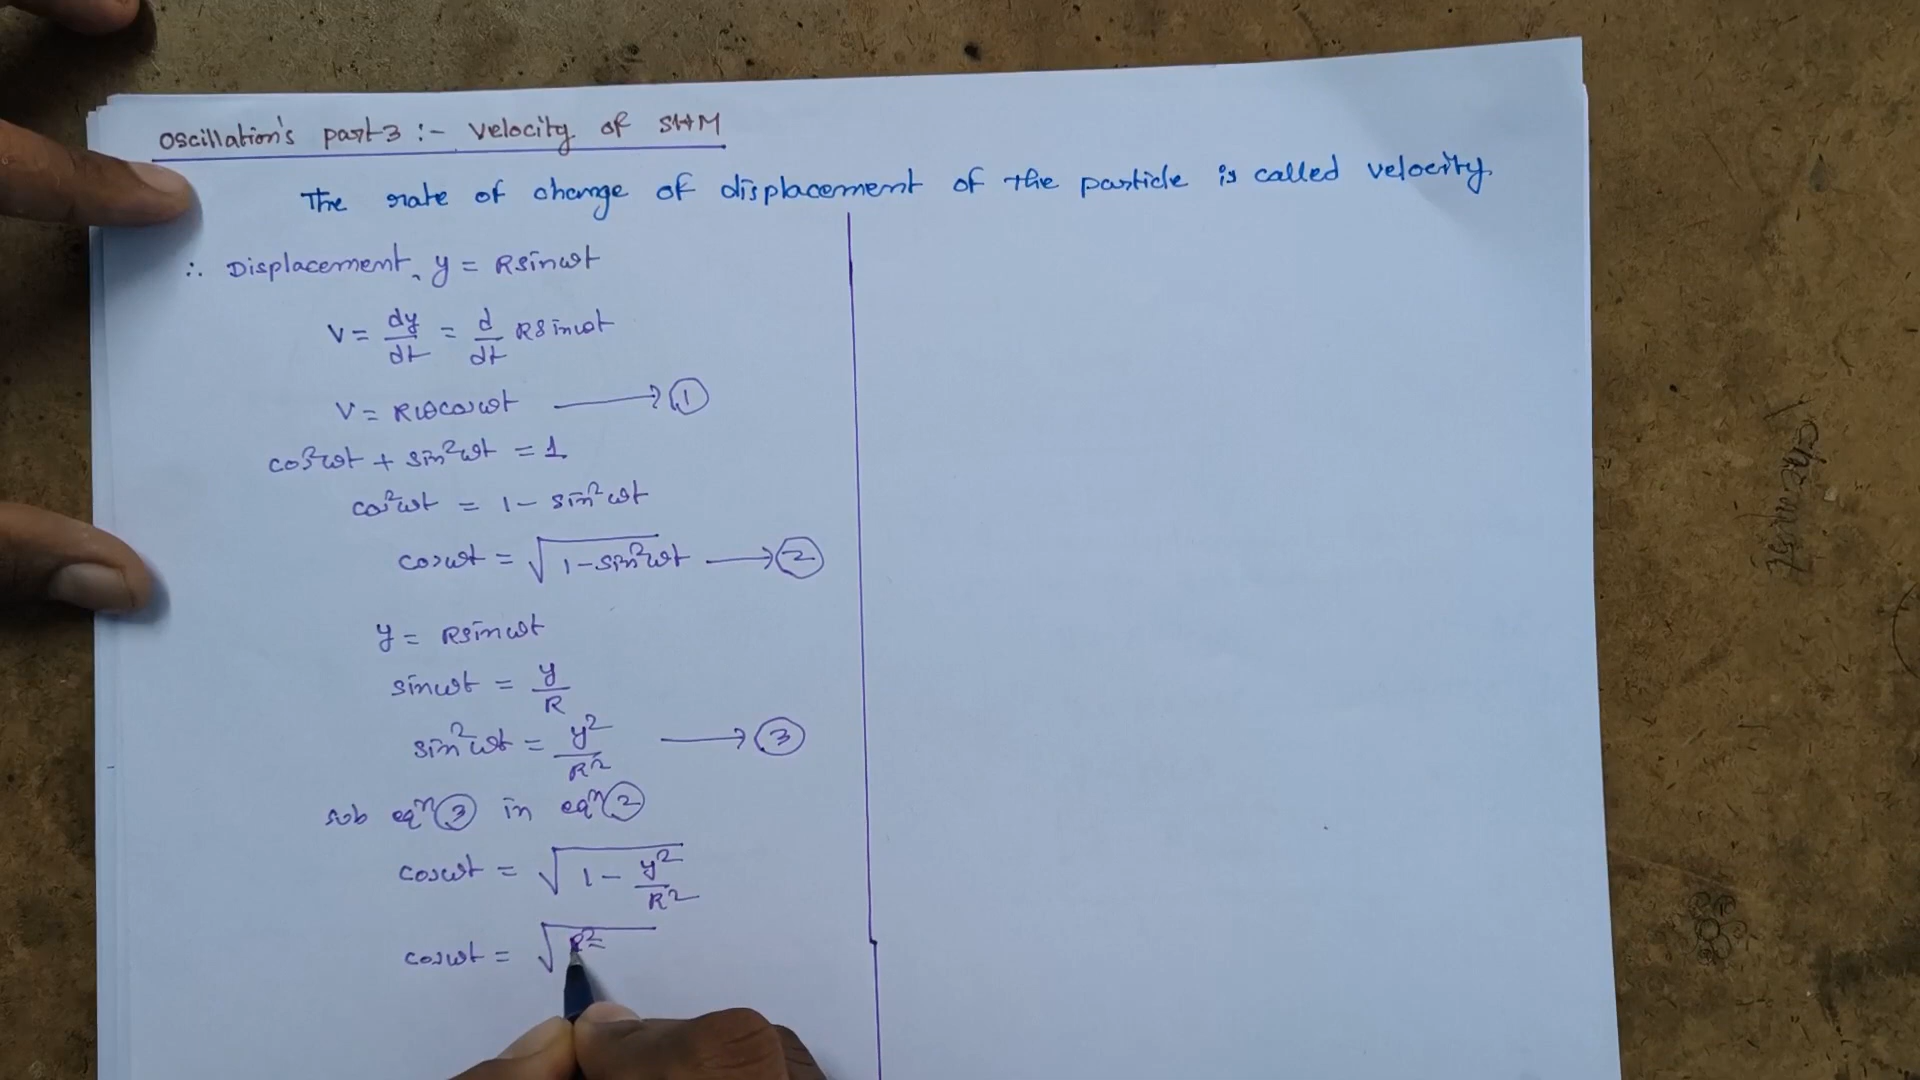 Oscillation's part 3 :- Velocity of SHM
The rate of change of displacement of the particle is called velocity.
∴ Displacement, y = Rsinωt
V = dy/dt = d/dt Rsinωt
V = Rωcosωt ⟶ ①
cos²ωt + sin²ωt = 1
cos²ωt = 1 - sin²ωt
cosωt = √(1-sin²ωt) ⟶ ②
y = Rsinωt
sinωt = y/R
sin²ωt = y²/R² ⟶ ③
sub eqⁿ ③ in eqⁿ ②
cosωt = √(1 - y²/R²)
cosωt = √(R²